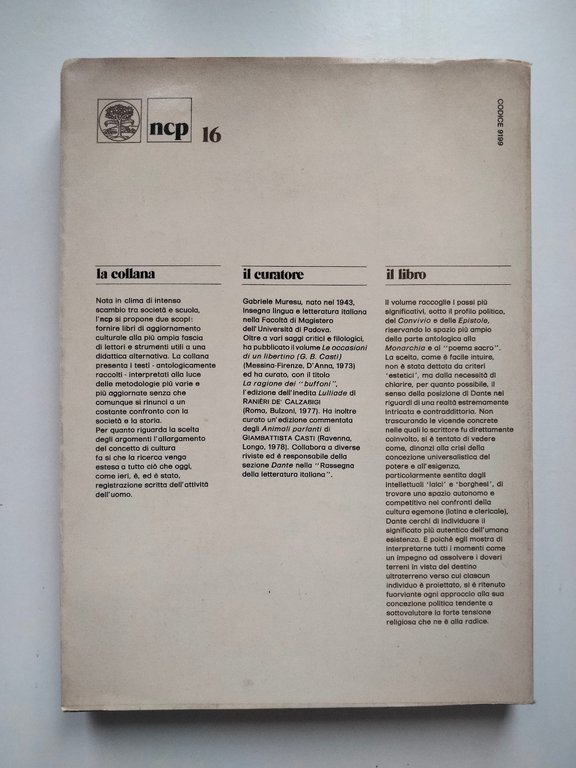 ncp 16
CODICE 9199
la collana
Nata in clima di intenso
scambio tra società e scuola,
l'ncp si propone due scopi:
fornire libri di aggiornamento
culturale alla più ampia fascia
di lettori e strumenti utili a una
didattica alternativa. La collana
presenta i testi - antologicamente
raccolti - interpretati alla luce
delle metodologie più varie e
più aggiornate senza che
comunque si rinunci a un
costante confronto con la
società e la storia.
Per quanto riguarda la scelta
degli argomenti l'allargamento
del concetto di cultura
fa sì che la ricerca venga
estesa a tutto ciò che oggi,
come ieri, è, ed è stato,
registrazione scritta dell'attività
dell'uomo.
il curatore
Gabriele Muresu, nato nel 1943,
insegna lingua e letteratura italiana
nella Facoltà di Magistero
dell'Università di Padova.
Oltre a vari saggi critici e filologici,
ha pubblicato il volume Le occasioni
di un libertino (G. B. Casti)
(Messina-Firenze, D'Anna, 1973)
ed ha curato, con il titolo
La ragione dei "buffoni",
l'edizione dell'inedita Lulliade di
RANIERI DE' CALZABIGI
(Roma, Bulzoni, 1977). Ha inoltre
curato un'edizione commentata
degli Animali parlanti di
GIAMBATTISTA CASTI (Ravenna,
Longo, 1978). Collabora a diverse
riviste ed è responsabile della
sezione Dante nella "Rassegna
della letteratura italiana".
il libro
Il volume raccoglie i passi più
significativi, sotto il profilo politico,
del Convivio e delle Epistole,
riservando lo spazio più ampio
della parte antologica alla
Monarchia e al "poema sacro".
La scelta, come è facile intuire,
non è stata dettata da criteri
'estetici', ma dalla necessità di
chiarire, per quanto possibile, il
senso della posizione di Dante nei
riguardi di una realtà estremamente
intricata e contraddittoria. Non
trascurando le vicende concrete
nelle quali lo scrittore fu direttamente
coinvolto, si è tentato di vedere
come, dinanzi alla crisi della
concezione universalistica del
potere e all'esigenza,
particolarmente sentita dagli
intellettuali 'laici' e 'borghesi', di
trovare uno spazio autonomo e
competitivo nei confronti della
cultura egemone (latina e clericale),
Dante cerchi di individuare il
significato più autentico dell'umana
esistenza. E poiché egli mostra di
interpretarne tutti i momenti come
un impegno ad assolvere i doveri
terreni in vista del destino
ultraterreno verso cui ciascun
individuo è proiettato, si è ritenuto
fuorviante ogni approccio alla sua
concezione politica tendente a
sottovalutare la forte tensione
religiosa che ne è alla radice.